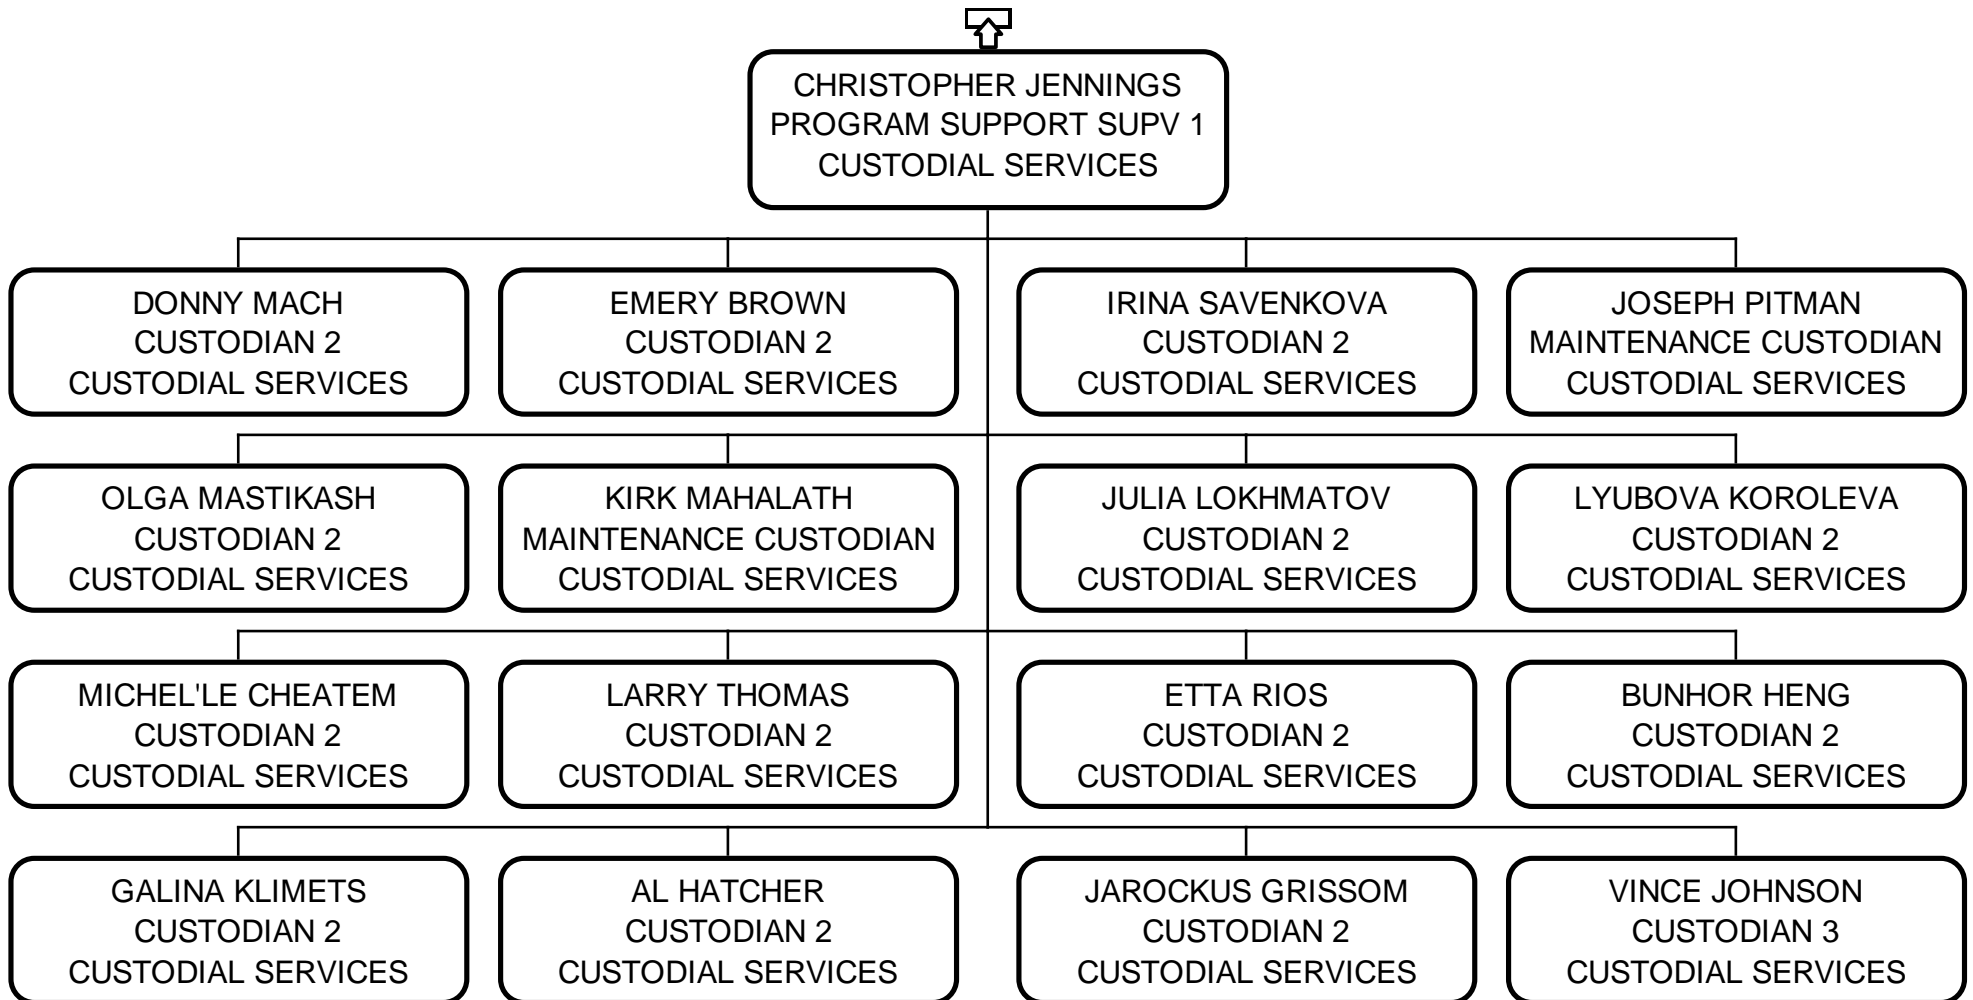 CHRISTOPHER JENNINGS
PROGRAM SUPPORT SUPV 1
CUSTODIAL SERVICES
DONNY MACH
CUSTODIAN 2
CUSTODIAL SERVICES
EMERY BROWN
CUSTODIAN 2
CUSTODIAL SERVICES
IRINA SAVENKOVA
CUSTODIAN 2
CUSTODIAL SERVICES
JOSEPH PITMAN
MAINTENANCE CUSTODIAN
CUSTODIAL SERVICES
OLGA MASTIKASH
CUSTODIAN 2
CUSTODIAL SERVICES
KIRK MAHALATH
MAINTENANCE CUSTODIAN
CUSTODIAL SERVICES
JULIA LOKHMATOV
CUSTODIAN 2
CUSTODIAL SERVICES
LYUBOVA KOROLEVA
CUSTODIAN 2
CUSTODIAL SERVICES
MICHEL'LE CHEATEM
CUSTODIAN 2
CUSTODIAL SERVICES
LARRY THOMAS
CUSTODIAN 2
CUSTODIAL SERVICES
ETTA RIOS
CUSTODIAN 2
CUSTODIAL SERVICES
BUNHOR HENG
CUSTODIAN 2
CUSTODIAL SERVICES
GALINA KLIMETS
CUSTODIAN 2
CUSTODIAL SERVICES
AL HATCHER
CUSTODIAN 2
CUSTODIAL SERVICES
JAROCKUS GRISSOM
CUSTODIAN 2
CUSTODIAL SERVICES
VINCE JOHNSON
CUSTODIAN 3
CUSTODIAL SERVICES